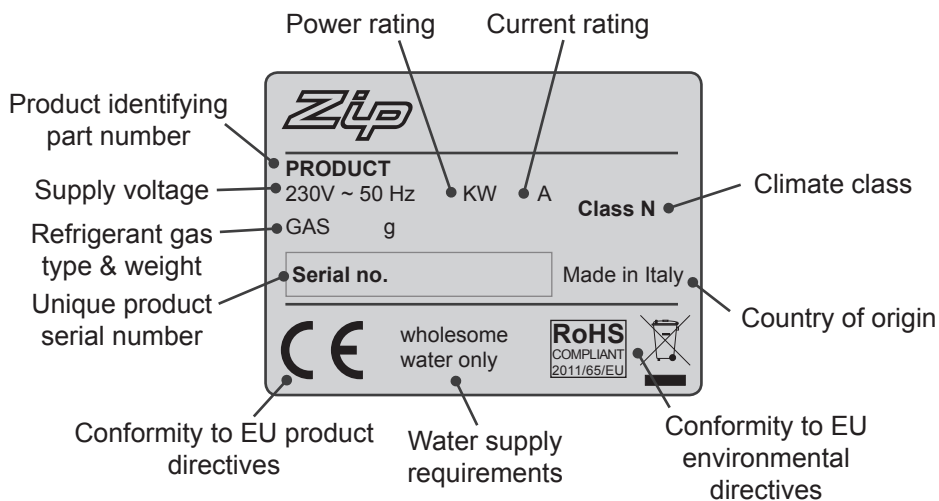 Power rating
Current rating
Product identifying
part number
Zip
PRODUCT
Supply voltage
230V ~ 50 Hz
KW
A
Class N
Climate class
Refrigerant gas
type & weight
GAS
g
Unique product
serial number
Serial no.
Made in Italy
Country of origin
CE
wholesome
water only
RoHS
COMPLIANT
2011/65/EU
Conformity to EU product
directives
Water supply
requirements
Conformity to EU
environmental
directives